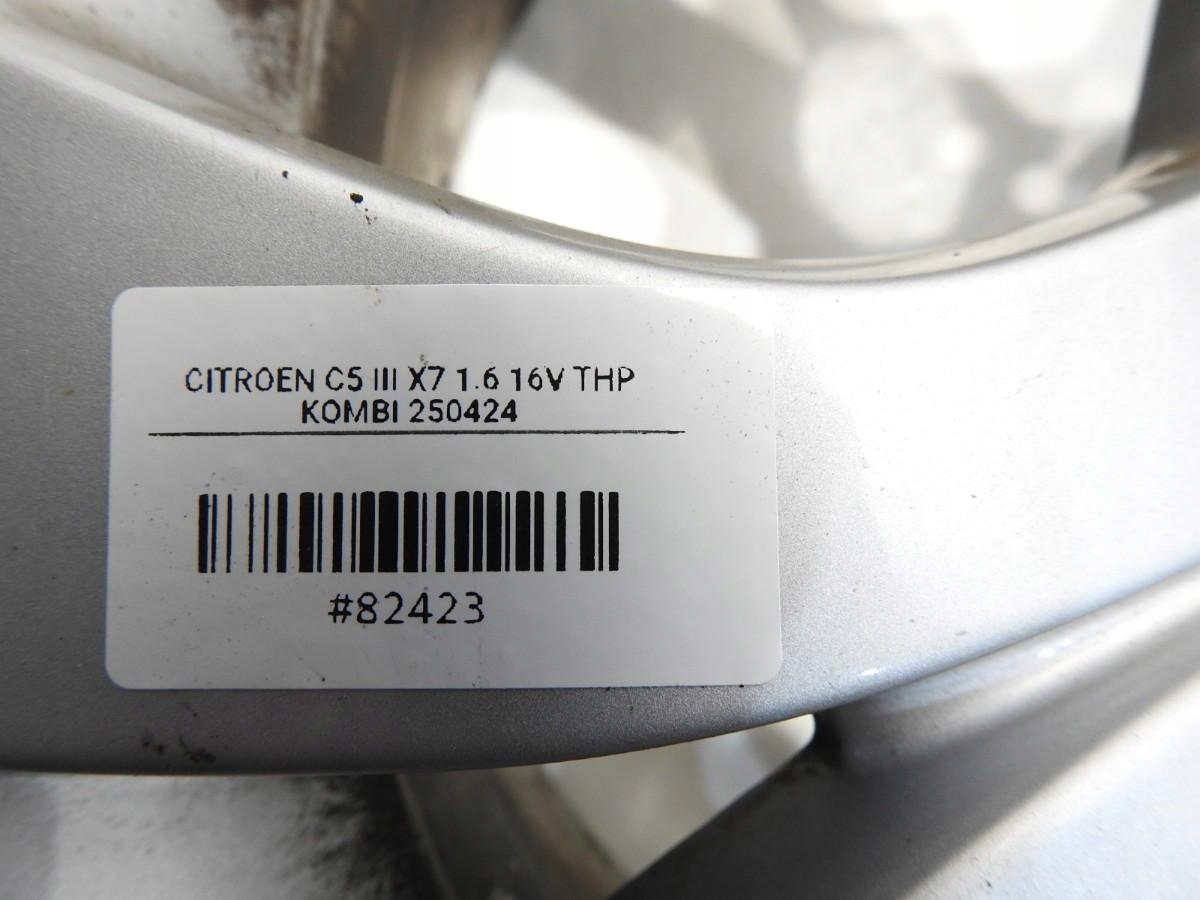 CITROEN C5 III X7 1.6 16V THP
KOMBI 250424
#82423